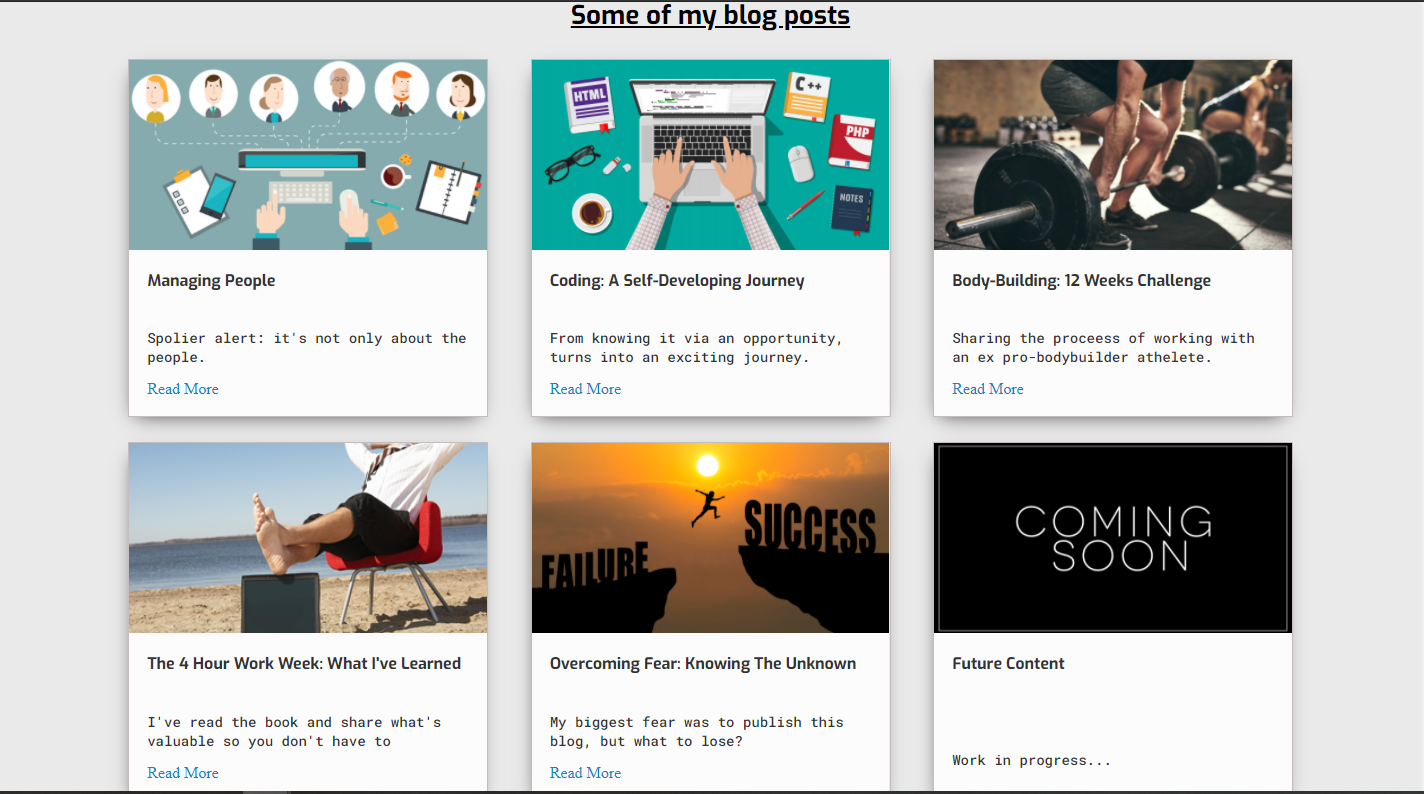 Some of my blog posts
HTML
C++
PHP
NOTES
Managing People
Spolier alert: it's not only about the
people.
Read More
Coding: A Self-Developing Journey
From knowing it via an opportunity,
turns into an exciting journey.
Read More
Body-Building: 12 Weeks Challenge
Sharing the proceess of working with
an ex pro-bodybuilder athelete.
Read More
FAILURE
SUCCESS
COMING
SOON
The 4 Hour Work Week: What I've Learned
I've read the book and share what's
valuable so you don't have to
Read More
Overcoming Fear: Knowing The Unknown
My biggest fear was to publish this
blog, but what to lose?
Read More
Future Content
Work in progress...